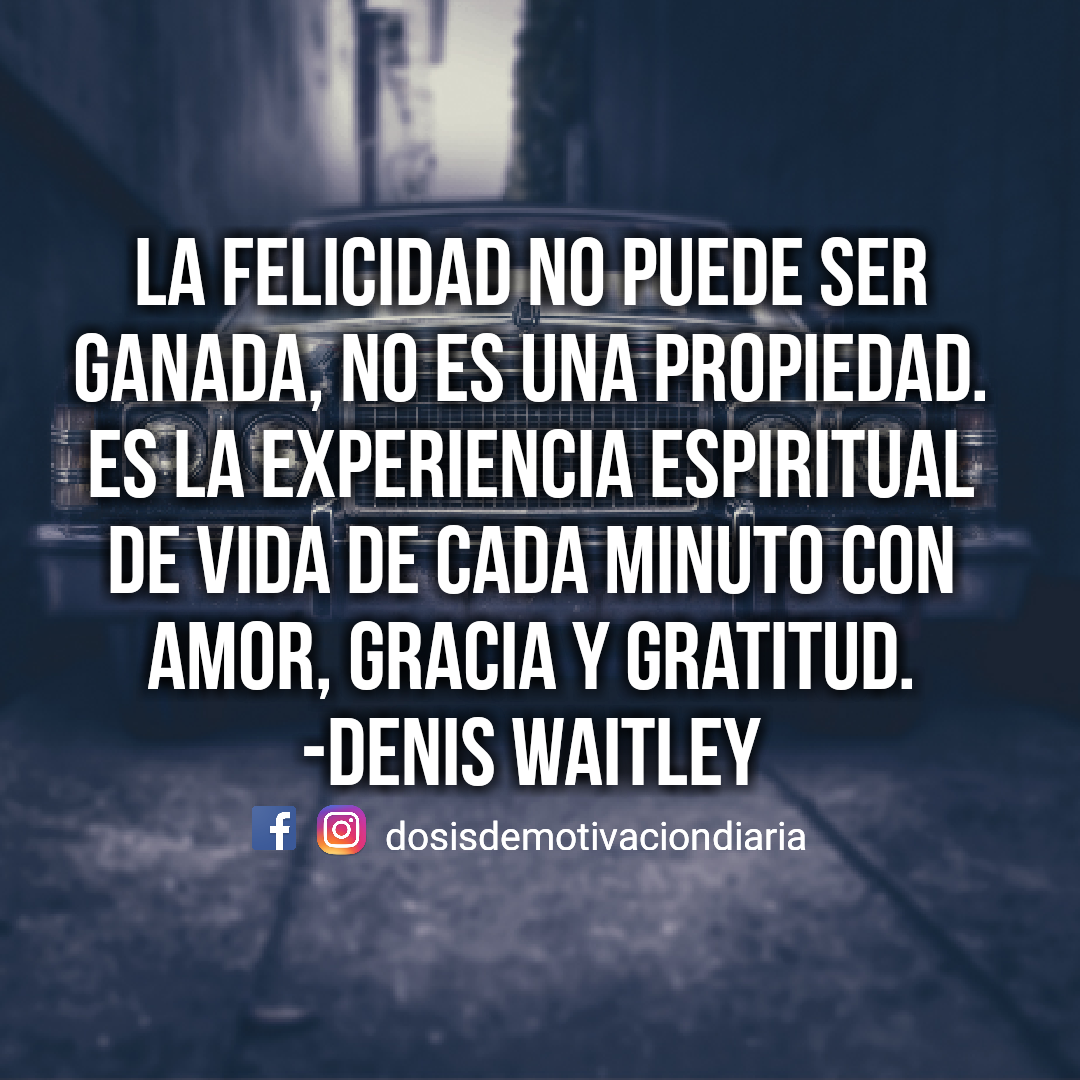 LA FELICIDAD NO PUEDE SER
GANADA, NO ES UNA PROPIEDAD.
ES LA EXPERIENCIA ESPIRITUAL
DE VIDA DE CADA MINUTO CON
AMOR, GRACIA Y GRATITUD.
-DENIS WAITLEY
dosisdemotivaciondiaria